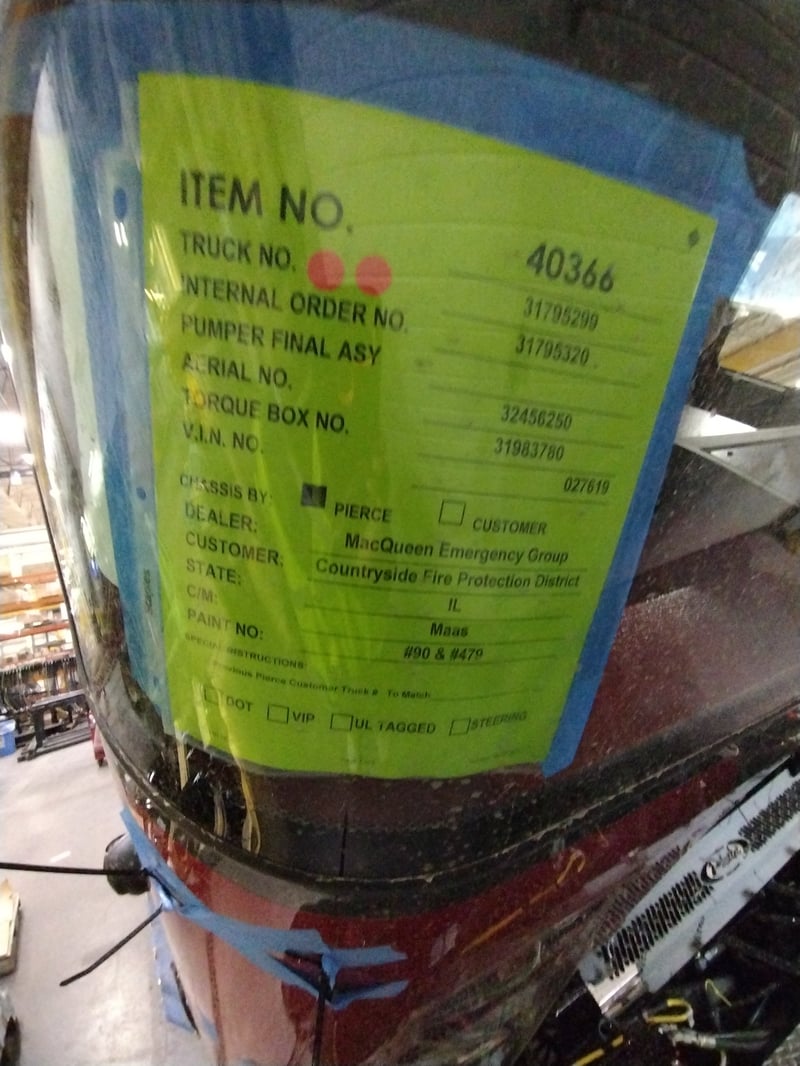 ITEM NO. 40366
TRUCK NO. 31795299
INTERNAL ORDER NO. 31795320
PUMPER FINAL ASY
AERIAL NO. 32456250
TORQUE BOX NO. 31983780
V.I.N. NO. 027619
CHASSIS BY: PIERCE CUSTOMER
DEALER: MacQueen Emergency Group
CUSTOMER: Countryside Fire Protection District
STATE: IL
C/M: Maas
PAINT NO: #90 & #479
SPECIAL INSTRUCTIONS:
Previous Pierce Customer Truck # To Match
DOT VIP UL TAGGED STEERING